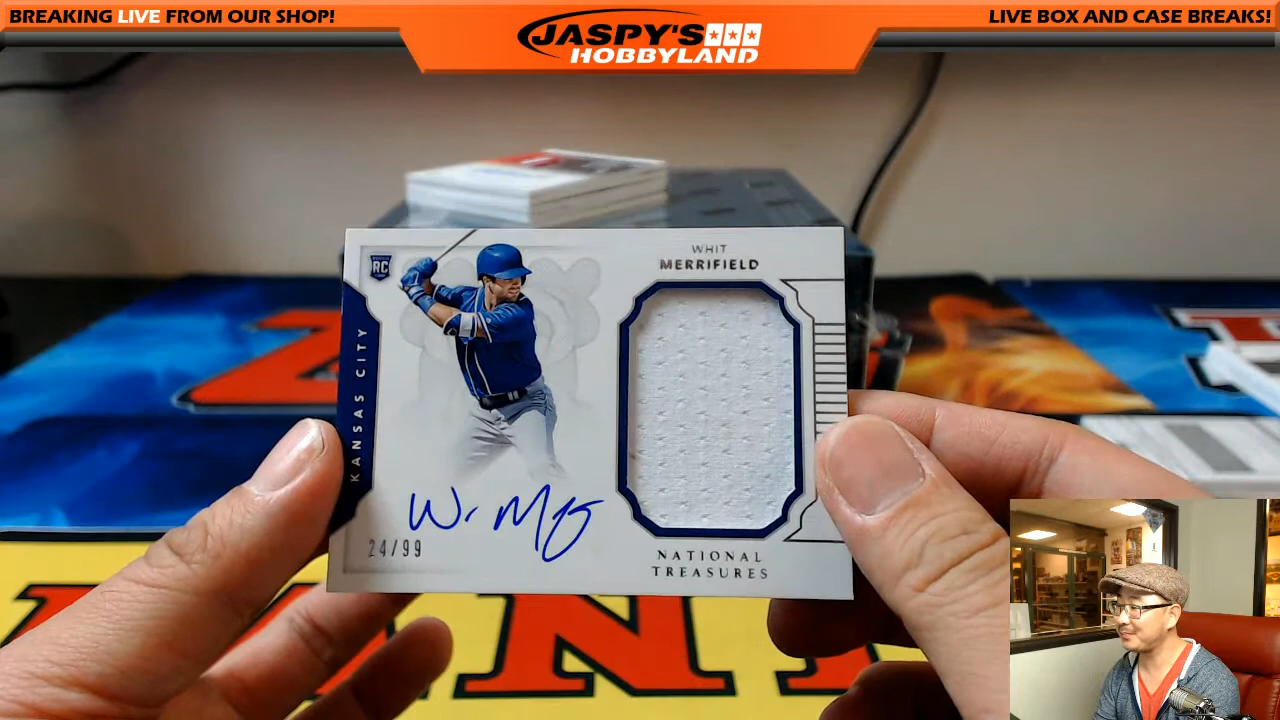 BREAKING LIVE FROM OUR SHOP!
JASPY'S
HOBBYLAND
LIVE BOX AND CASE BREAKS!
RC
WHIT
MERRIFIELD
KANSAS CITY
24/99
NATIONAL
TREASURES